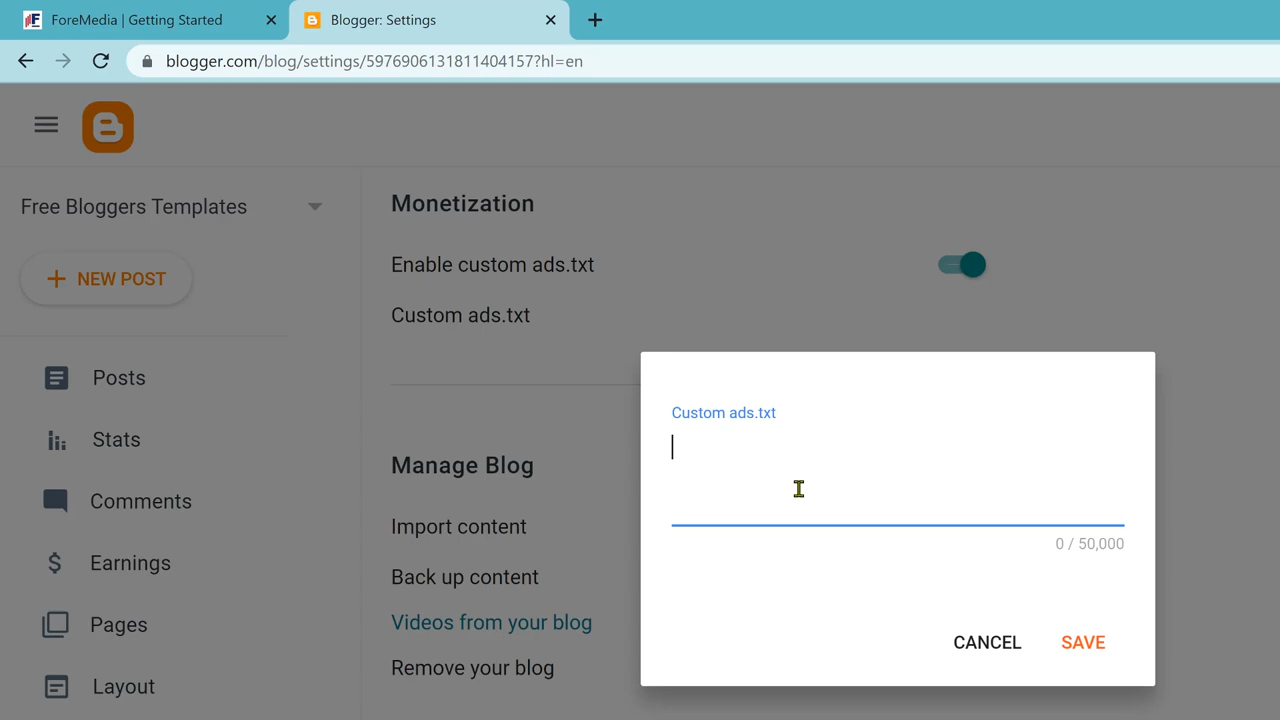 ForeMedia | Getting Started
Blogger: Settings
blogger.com/blog/settings/5976906131811404157?hl=en
Free Bloggers Templates
NEW POST
Posts
Stats
Comments
Earnings
Pages
Layout
Monetization
Enable custom ads.txt
Custom ads.txt
Manage Blog
Import content
Back up content
Videos from your blog
Remove your blog
Custom ads.txt
0 / 50,000
CANCEL SAVE